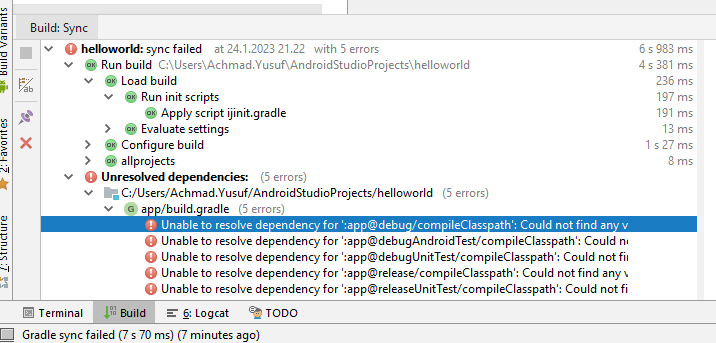 Build: Sync
helloworld: sync failed at 24.1.2023 21.22 with 5 errors 6 s 983 ms
Run build C:\Users\Achmad.Yusuf\AndroidStudioProjects\helloworld 4 s 381 ms
Load build 236 ms
Run init scripts 197 ms
Apply script ijinit.gradle 191 ms
Evaluate settings 13 ms
Configure build 1 s 27 ms
allprojects 8 ms
Unresolved dependencies: (5 errors)
C:/Users/Achmad.Yusuf/AndroidStudioProjects/helloworld (5 errors)
app/build.gradle (5 errors)
Unable to resolve dependency for ':app@debug/compileClasspath': Could not find any v
Unable to resolve dependency for ':app@debugAndroidTest/compileClasspath': Could no
Unable to resolve dependency for ':app@debugUnitTest/compileClasspath': Could not fi
Unable to resolve dependency for ':app@release/compileClasspath': Could not find any v
Unable to resolve dependency for ':app@releaseUnitTest/compileClasspath': Could not fi
Build Variants
2: Favorites
7: Structure
Terminal
Build
6: Logcat
TODO
Gradle sync failed (7 s 70 ms) (7 minutes ago)